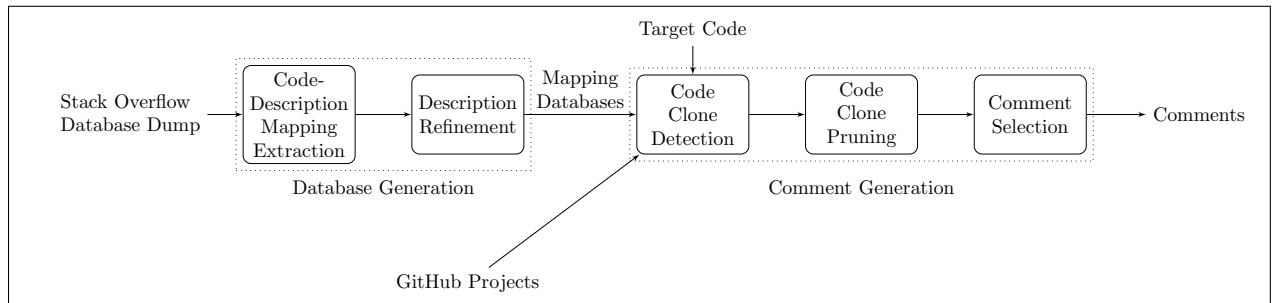 Target Code
Stack Overflow
Database Dump
Code-
Description
Mapping
Extraction
Description
Refinement
Mapping
Databases
Code
Clone
Detection
Code
Clone
Pruning
Comment
Selection
Comments
Database Generation
Comment Generation
GitHub Projects